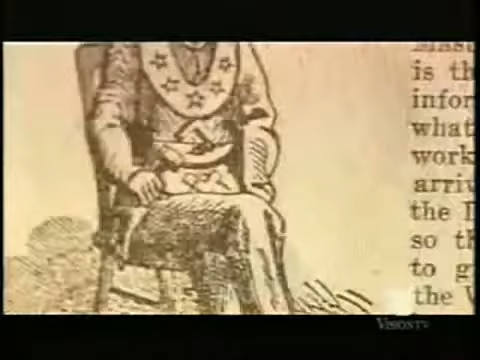 is th
infor
what
work
arriv
the
so th
to g
the
VISIONTV